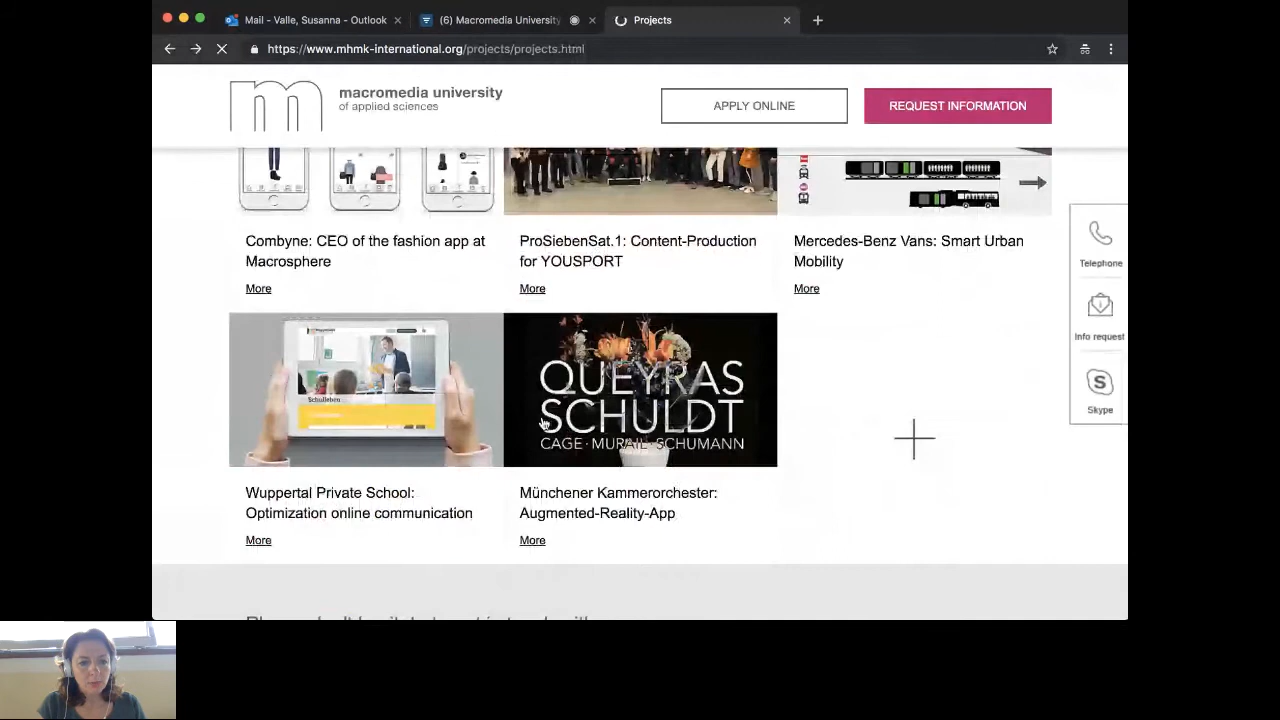 Mail - Valle, Susanna - Outlook
(6) Macromedia University
Projects
https://www.mhmk-international.org/projects/projects.html
macromedia university
of applied sciences
APPLY ONLINE
REQUEST INFORMATION
Combyne: CEO of the fashion app at
Macrosphere
More
ProSiebenSat.1: Content-Production
for YOUSPORT
More
Mercedes-Benz Vans: Smart Urban
Mobility
More
Telephone
Info request
Skype
Schulleben
QUEYRAS
SCHULDT
CAGE · MURAIL · SCHUMANN
Wuppertal Private School:
Optimization online communication
More
Münchener Kammerorchester:
Augmented-Reality-App
More